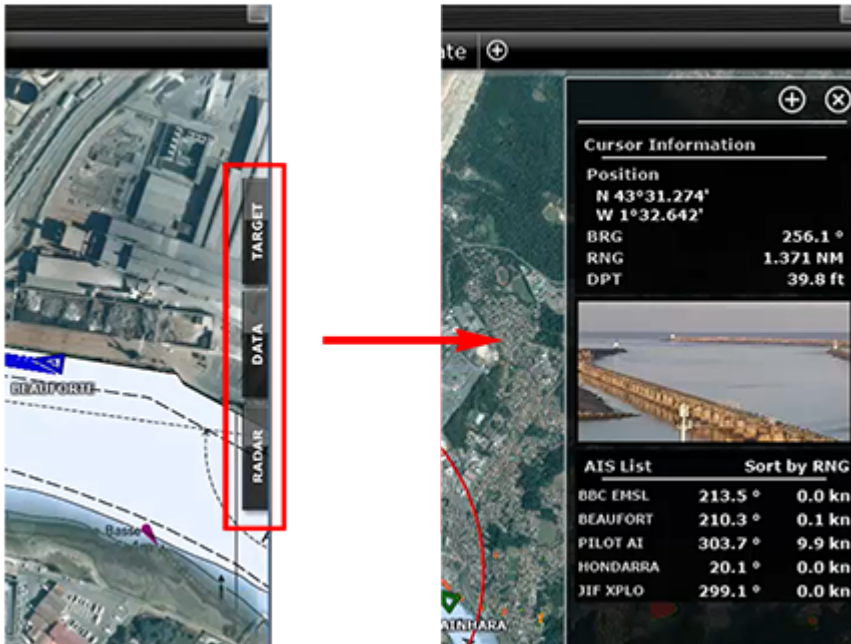 TARGET
DATA
RADAR
BEAUFORTE
Basse
ate
Cursor Information
Position
N 43°31.274'
W 1°32.642'
BRG 256.1 °
RNG 1.371 NM
DPT 39.8 ft
AIS List Sort by RNG
BBC EMSL 213.5 ° 0.0 kn
BEAUFORT 210.3 ° 0.1 kn
PILOT AI 303.7 ° 9.9 kn
HONDARRA 20.1 ° 0.0 kn
JIF XPLO 299.1 ° 0.0 kn
AINHARA